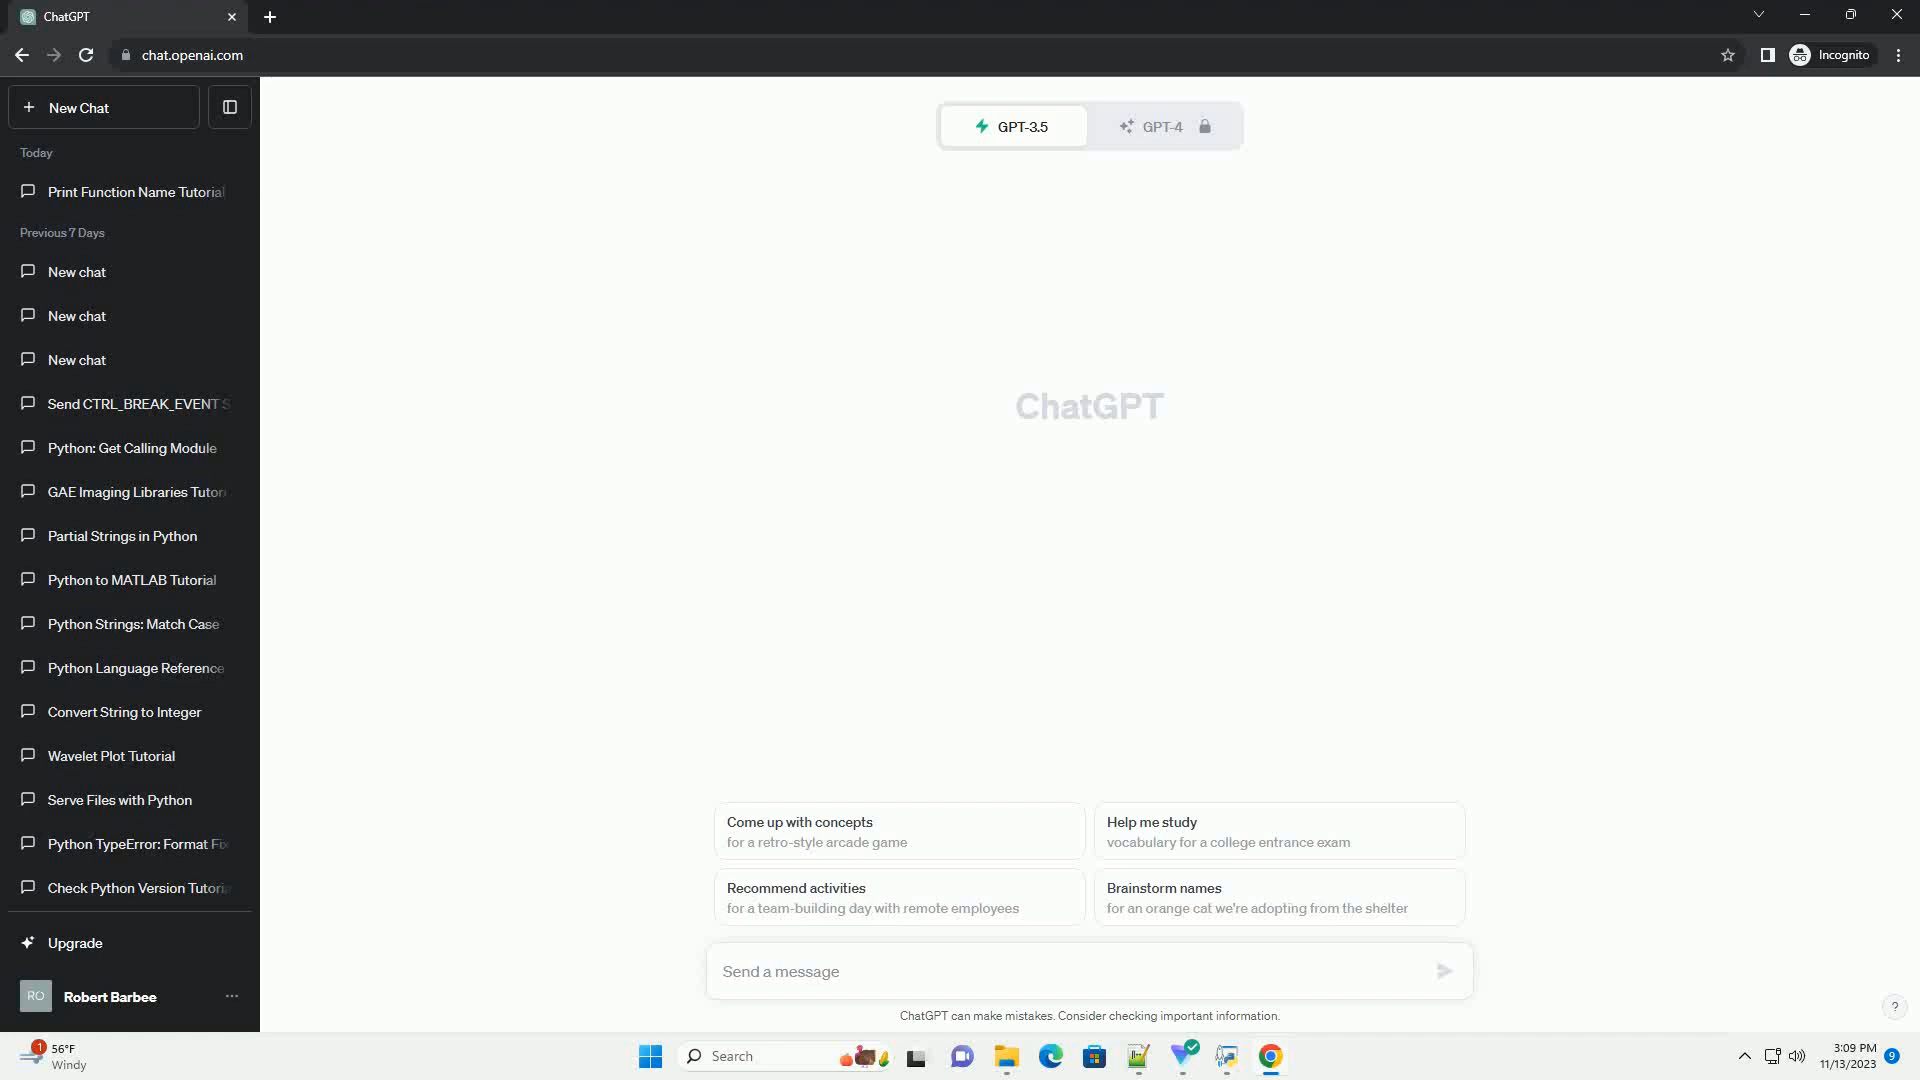 ChatGPT
chat.openai.com
Incognito
New Chat
Today
Print Function Name Tutorial
Previous 7 Days
New chat
New chat
New chat
Send CTRL_BREAK_EVENT S
Python: Get Calling Module
GAE Imaging Libraries Tutori
Partial Strings in Python
Python to MATLAB Tutorial
Python Strings: Match Case
Python Language Reference
Convert String to Integer
Wavelet Plot Tutorial
Serve Files with Python
Python TypeError: Format Fix
Check Python Version Tutoria
Upgrade
RO
Robert Barbee
GPT-3.5
GPT-4
ChatGPT
Come up with concepts
for a retro-style arcade game
Help me study
vocabulary for a college entrance exam
Recommend activities
for a team-building day with remote employees
Brainstorm names
for an orange cat we're adopting from the shelter
Send a message
ChatGPT can make mistakes. Consider checking important information.
?
1
56°F
Windy
Search
3:09 PM
11/13/2023
9